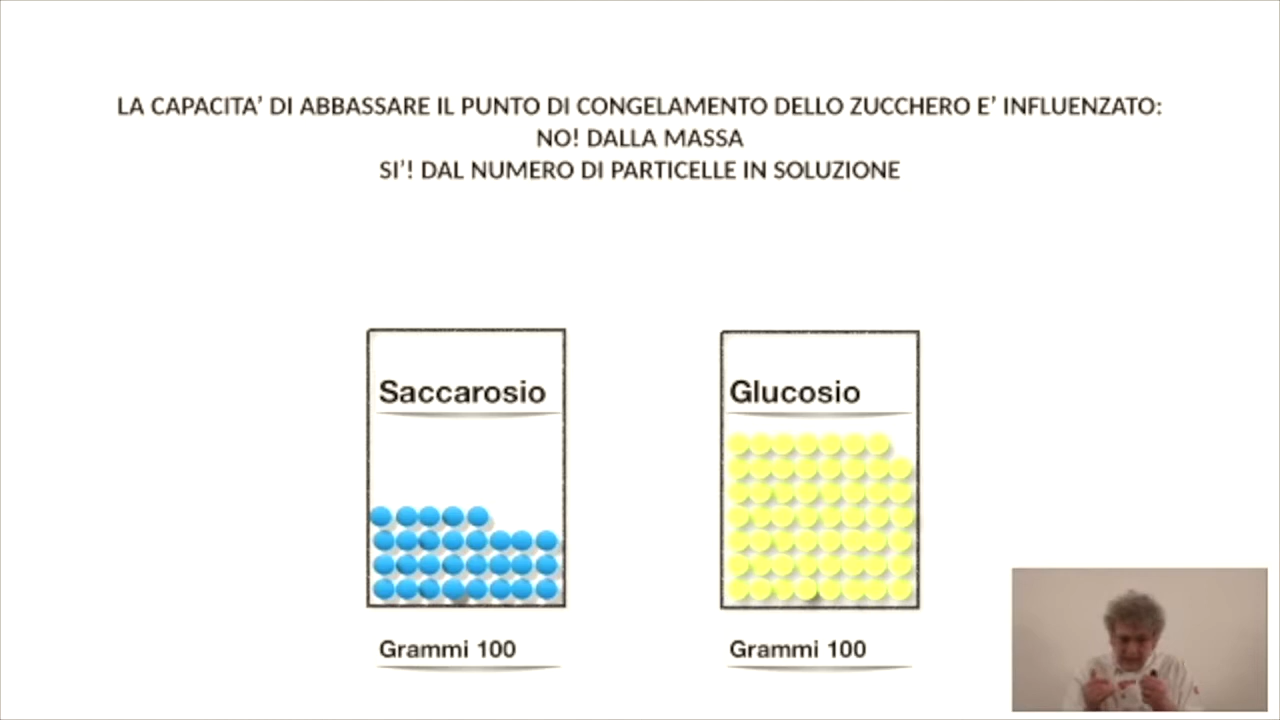 LA CAPACITA’ DI ABBASSARE IL PUNTO DI CONGELAMENTO DELLO ZUCCHERO E’ INFLUENZATO:
NO! DALLA MASSA
SI’! DAL NUMERO DI PARTICELLE IN SOLUZIONE
Saccarosio
Glucosio
Grammi 100
Grammi 100